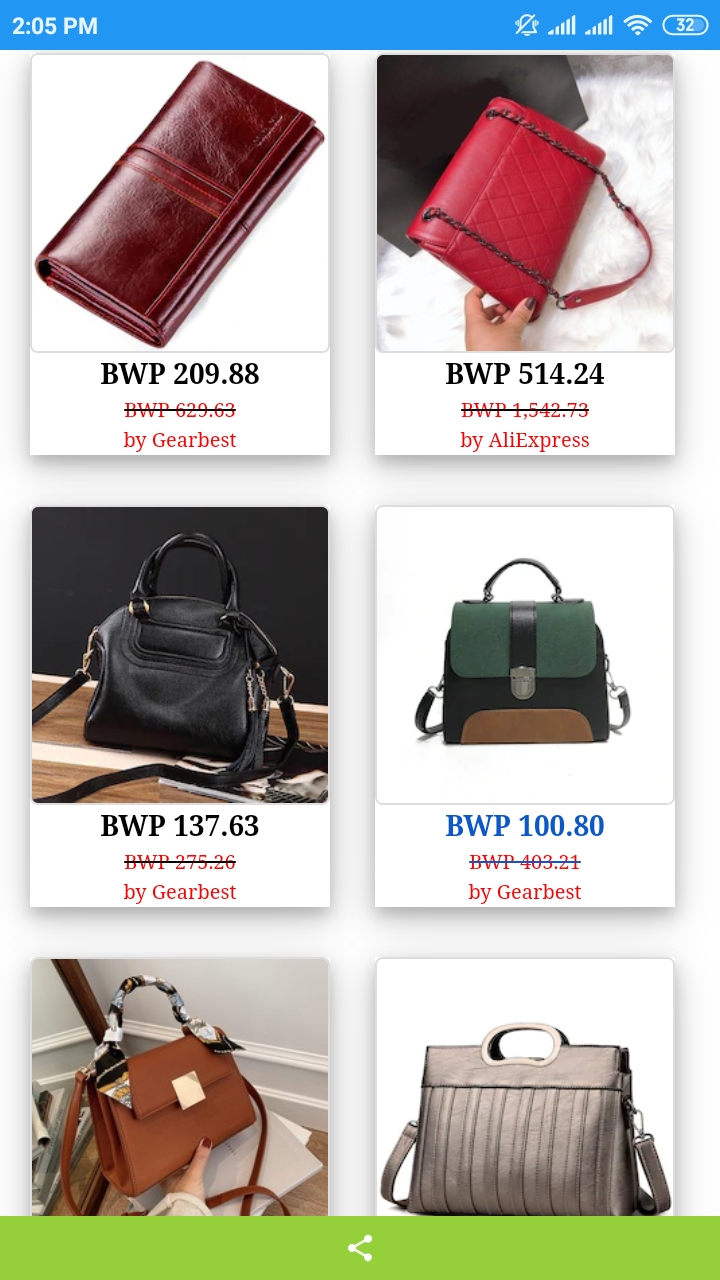 2:05 PM
32
BWP 209.88
BWP 629.63
by Gearbest
BWP 514.24
BWP 1,542.73
by AliExpress
BWP 137.63
BWP 275.26
by Gearbest
BWP 100.80
BWP 403.21
by Gearbest